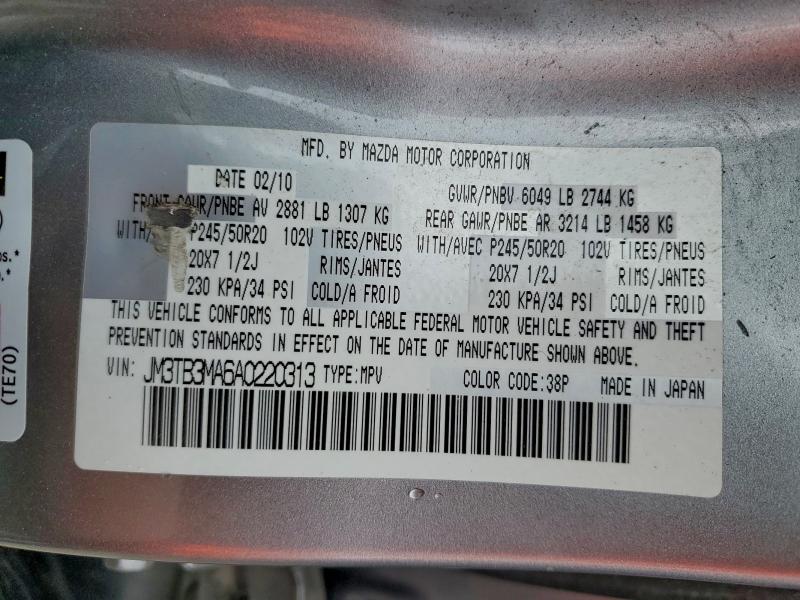 MFD. BY MAZDA MOTOR CORPORATION
DATE 02/10 GVWR/PNBV 6049 LB 2744 KG
FRONT GAWR/PNBE AV 2881 LB 1307 KG REAR GAWR/PNBE AR 3214 LB 1458 KG
WITH/ P245/50R20 102V TIRES/PNEUS WITH/AVEC P245/50R20 102V TIRES/PNEUS
20X7 1/2J RIMS/JANTES 20X7 1/2J RIMS/JANTES
230 KPA/34 PSI COLD/A FROID 230 KPA/34 PSI COLD/A FROID
THIS VEHICLE CONFORMS TO ALL APPLICABLE FEDERAL MOTOR VEHICLE SAFETY AND THEFT
PREVENTION STANDARDS IN EFFECT ON THE DATE OF MANUFACTURE SHOWN ABOVE.
VIN: JM3TB3MA6A0220313 TYPE:MPV COLOR CODE:38P MADE IN JAPAN
(TE70)